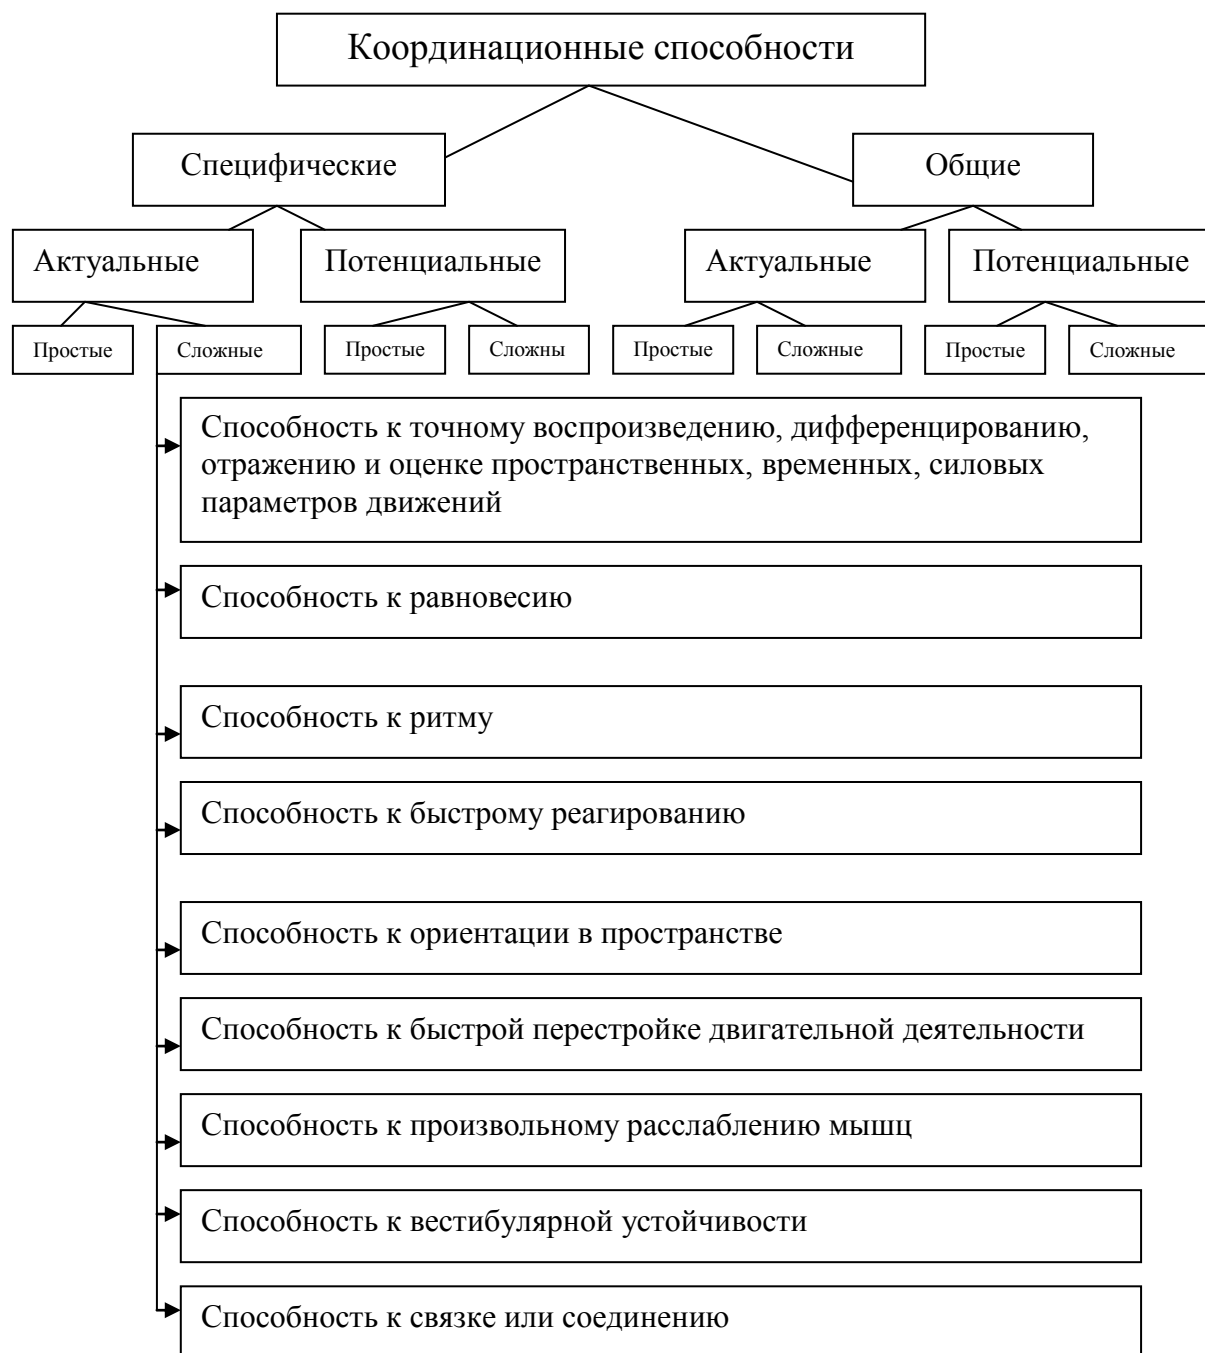 Координационные способности
Специфические
Общие
Актуальные
Потенциальные
Актуальные
Потенциальные
Простые
Сложные
Простые
Сложны
Простые
Сложные
Простые
Сложные
Способность к точному воспроизведению, дифференцированию,
отражению и оценке пространственных, временных, силовых
параметров движений
Способность к равновесию
Способность к ритму
Способность к быстрому реагированию
Способность к ориентации в пространстве
Способность к быстрой перестройке двигательной деятельности
Способность к произвольному расслаблению мышц
Способность к вестибулярной устойчивости
Способность к связке или соединению